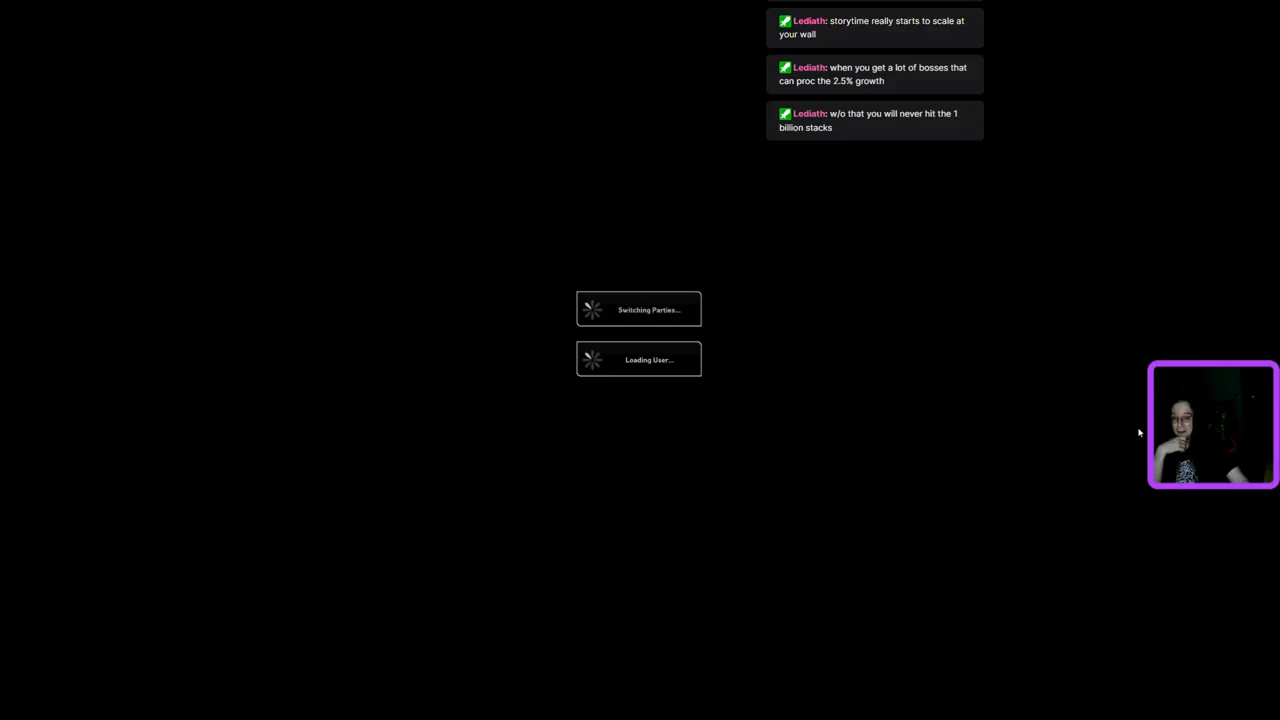 Lediath: storytime really starts to scale at
your wall
Lediath: when you get a lot of bosses that
can proc the 2.5% growth
Lediath: w/o that you will never hit the 1
billion stacks
Switching Parties...
Loading User...